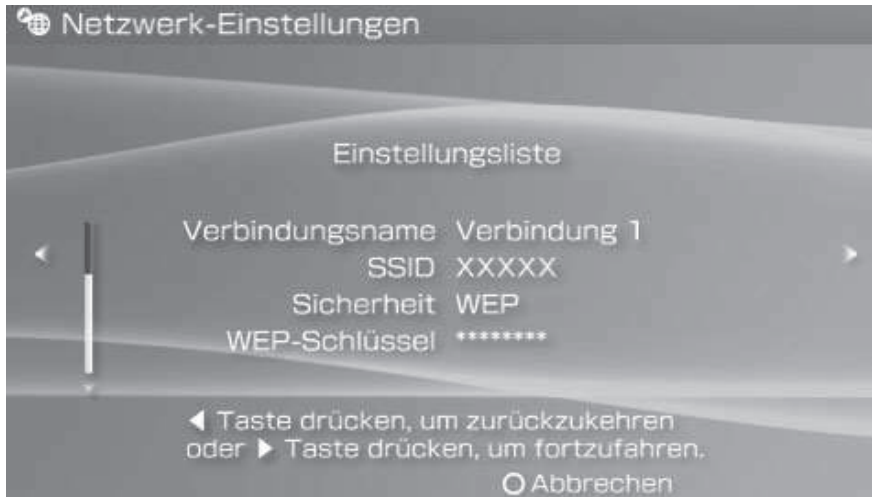 Netzwerk-Einstellungen
Einstellungsliste
Verbindungsname Verbindung 1
SSID XXXXX
Sicherheit WEP
WEP-Schlüssel ********
◀ Taste drücken, um zurückzukehren
oder ▶ Taste drücken, um fortzufahren.
Abbrechen